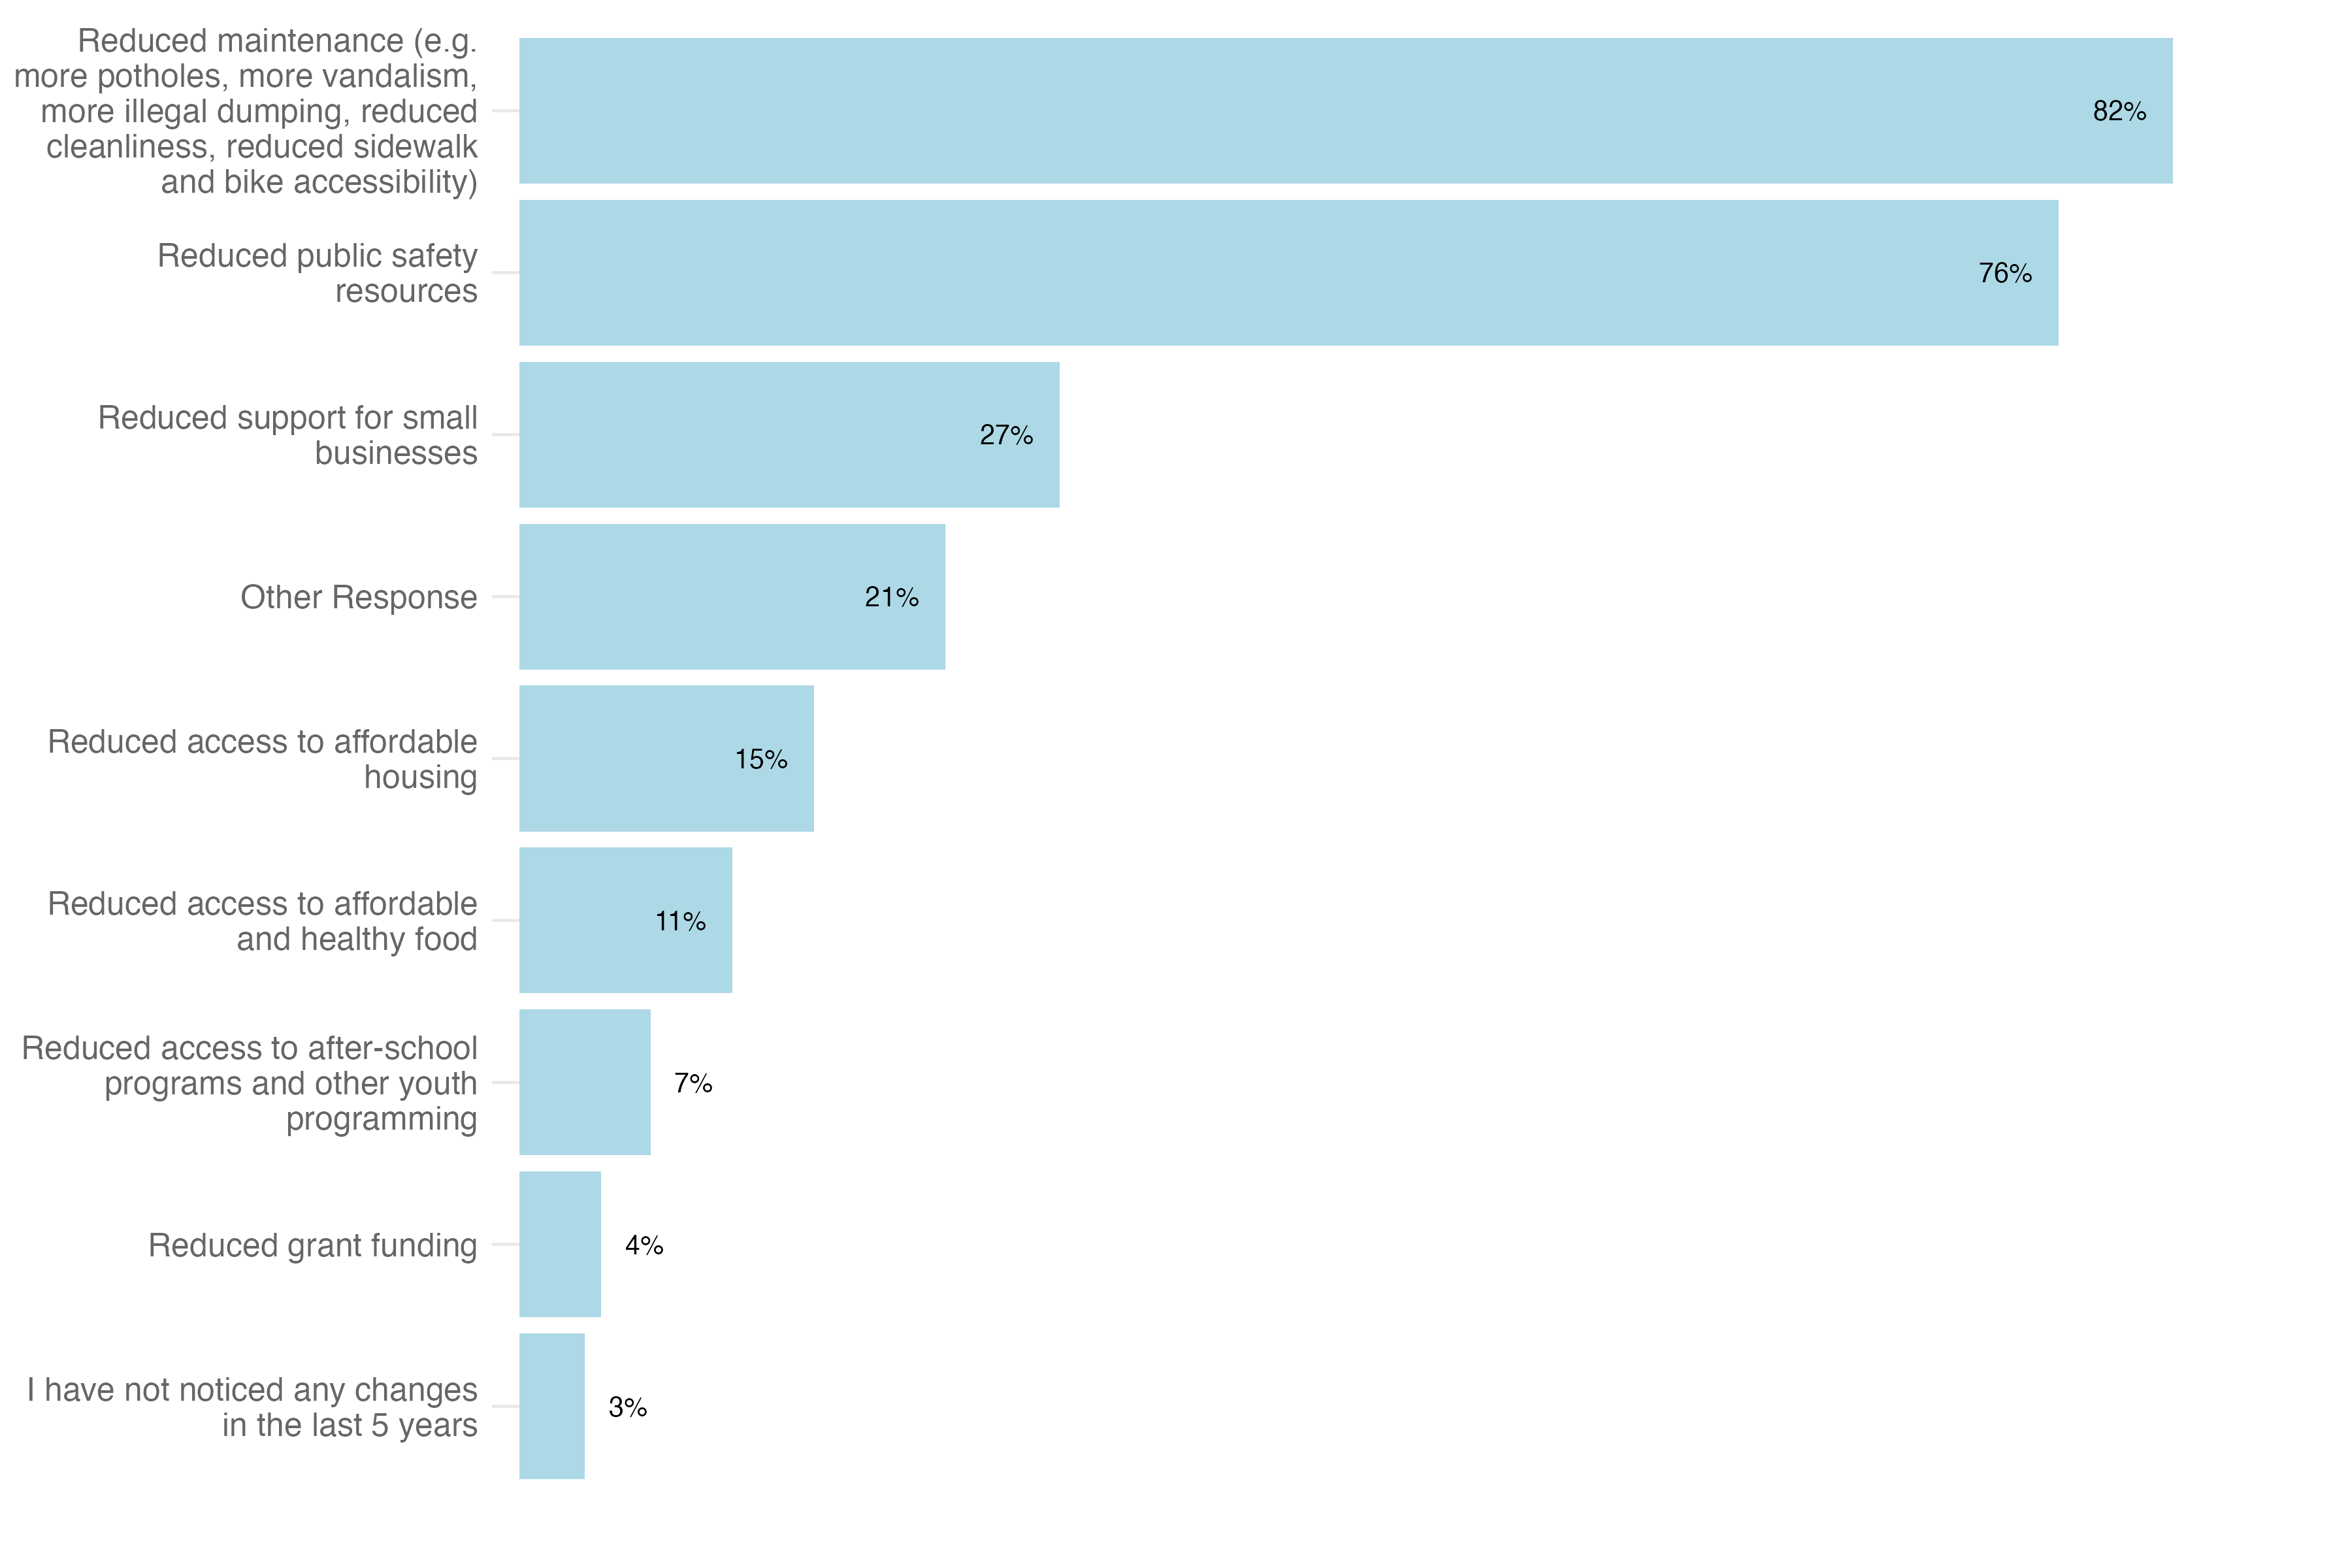 Reduced maintenance (e.g.
more potholes, more vandalism,
more illegal dumping, reduced
cleanliness, reduced sidewalk
and bike accessibility)
82%
Reduced public safety
resources
76%
Reduced support for small
businesses
27%
Other Response
21%
Reduced access to affordable
housing
15%
Reduced access to affordable
and healthy food
11%
Reduced access to after-school
programs and other youth
programming
7%
Reduced grant funding
4%
I have not noticed any changes
in the last 5 years
3%